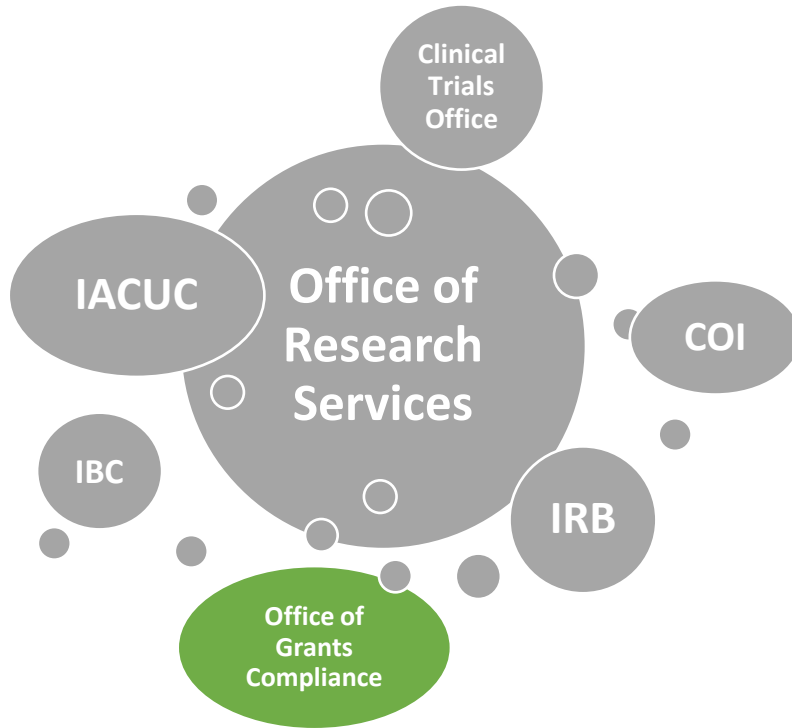 Clinical
Trials
Office
IACUC
Office of
Research
Services
COI
IBC
IRB
Office of
Grants
Compliance